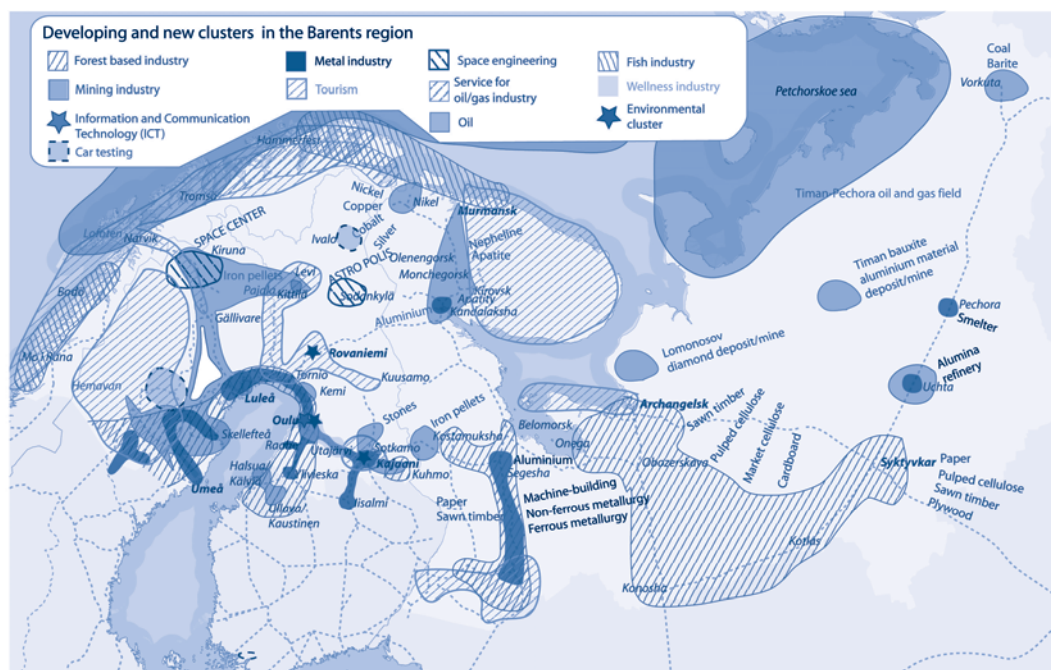 Developing and new clusters in the Barents region
Forest based industry
Metal industry
Space engineering
Fish industry
Mining industry
Tourism
Service for
oil/gas industry
Wellness industry
Information and Communication
Technology (ICT)
Oil
Environmental
cluster
Car testing
Coal
Barite
Vorkuta
Petchorskoe sea
Hammerfest
Tromsö
Nickel
Copper
Nikel
Cobalt
Silver
Murmansk
Timan-Pechora oil and gas field
Lofoten
Narvik
SPACE CENTER
Kiruna
Ivalo
Nepheline
Apatite
Olenengorsk
Monchegorsk
ASTRO POLIS
Iron pellets
Levi
Pajala
Kittilä
Sodankylä
Kirovsk
Apatity
Kandalaksha
Timan bauxite
aluminium material
deposit/mine
Bodö
Pechora
Smelter
Gällivare
Aluminium
Lomonosov
diamond deposit/mine
Mo i Rana
Rovaniemi
Alumina
refinery
Uchta
Hemavan
Tornio
Kemi
Kuusamo
Luleå
Archangelsk
Sawn timber
Pulped cellulose
Market cellulose
Cardboard
Stones
Iron pellets
Oulu
Skellefteå
Raahe
Utajärvi
Sotkamo
Kostamuksha
Belomorsk
Onega
Obozerskaya
Syktyvkar
Paper
Pulped cellulose
Sawn timber
Plywood
Halsua/
Kälviä
Ylivieska
Kajaani
Kuhmo
Aluminium
Segesha
Umeå
Iisalmi
Ullava/
Kaustinen
Paper
Sawn timber
Machine-building
Non-ferrous metallurgy
Ferrous metallurgy
Kotlas
Konosha